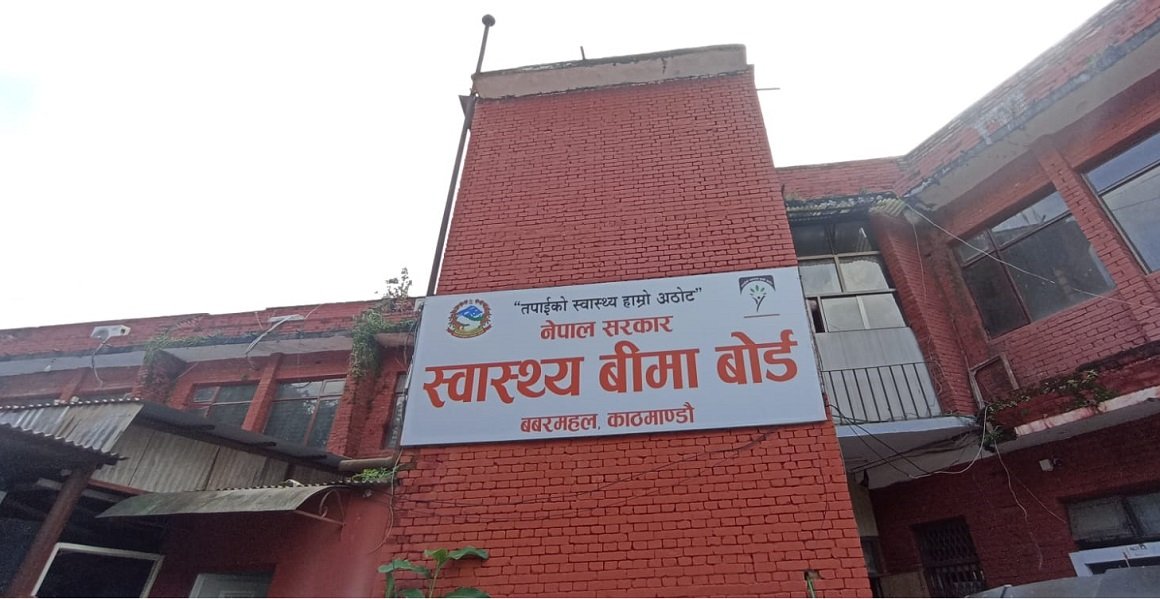 "तपाईको स्वास्थ्य हाम्रो अठोट"
नेपाल सरकार
स्वास्थ्य बीमा बोर्ड
बबरमहल, काठमाण्डौ